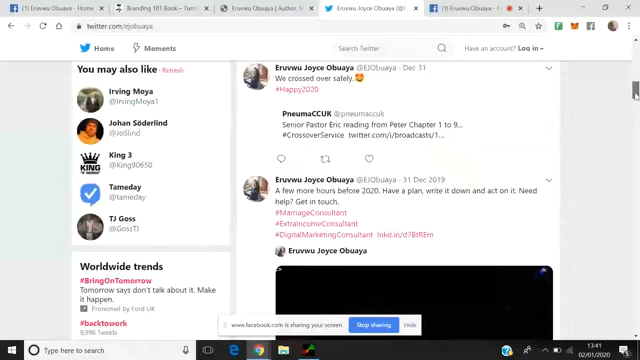 (1) Eruvwu Obuaya - Home
Branding 101 Book – Tum
Eruvwu Obuaya | Author.
Eruvwu Joyce Obuaya (@
(1) Eruvwu Obuaya - H
twitter.com/ejobuaya
Home
Moments
Search Twitter
Have an account? Log in
You may also like · Refresh
Irving Moya
@IrvingMoya1
Johan Söderlind
@JoSlind
King 3
@King90650
Tameday
@tameday
TJ Goss
@GossTJ
Worldwide trends
#BringOnTomorrow
Tomorrow says don't talk about it. Make
it happen.
Promoted by Ford UK
#backtowork
8,996 Tweets
Eruvwu Joyce Obuaya @EJObuaya · Dec 31
We crossed over safely.
#Happy2020
PneumaCCUK @pneumaccuk
Senior Pastor Eric reading from Peter Chapter 1 to 9...
#CrossoverService twitter.com/i/broadcasts/1...
Eruvwu Joyce Obuaya @EJObuaya · 31 Dec 2019
A few more hours before 2020. Have a plan, write it down and act on it. Need
help? Get in touch.
#MarriageConsultant
#ExtraIncomeConsultant
#DigitalMarketingConsultant
Eruvwu Joyce Obuaya
www.facebook.com is sharing your screen.
Stop sharing
Hide
Type here to search
13:41
02/01/2020